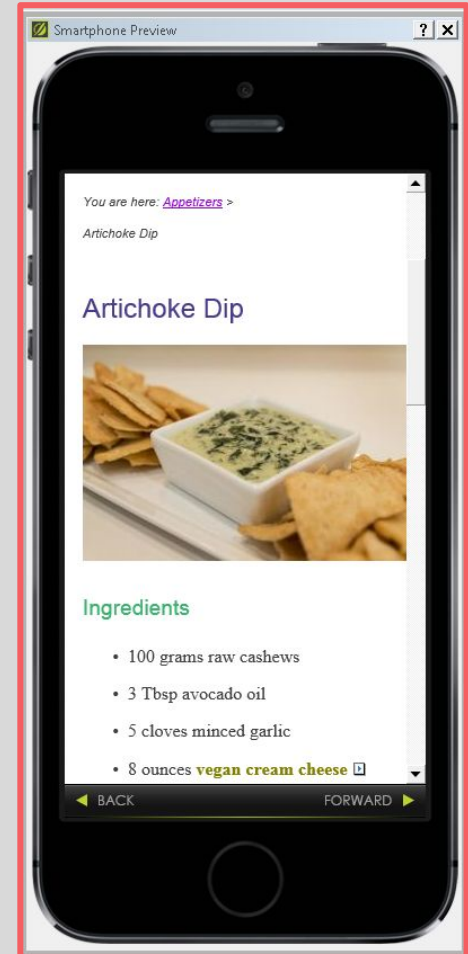 Smartphone Preview
You are here: Appetizers >
Artichoke Dip
Artichoke Dip
Ingredients
• 100 grams raw cashews
• 3 Tbsp avocado oil
• 5 cloves minced garlic
• 8 ounces vegan cream cheese
BACK FORWARD